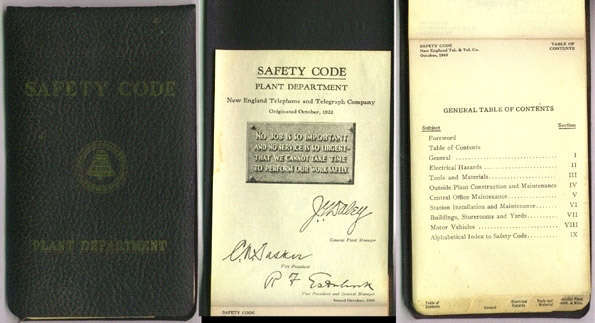 SAFETY CODE
PLANT DEPARTMENT
SAFETY CODE
PLANT DEPARTMENT
New England Telephone and Telegraph Company
Originated October, 1932
NO JOB IS SO IMPORTANT
AND NO SERVICE IS SO URGENT-
THAT WE CANNOT TAKE TIME
TO PERFORM OUR WORK SAFELY
General Plant Manager
Vice President
Vice President and General Manager
SAFETY CODE
SAFETY CODE
New England Tel. & Tel. Co.
TABLE OF
CONTENTS
GENERAL TABLE OF CONTENTS
Subject Section
Foreword
Table of Contents
General I
Electrical Hazards II
Tools and Materials III
Outside Plant Construction and Maintenance IV
Central Office Maintenance V
Station Installation and Maintenance VI
Buildings, Storerooms and Yards VII
Motor Vehicles VIII
Alphabetical Index to Safety Code IX
Table of
Contents
General
Electrical
Hazards
Tools and
Material